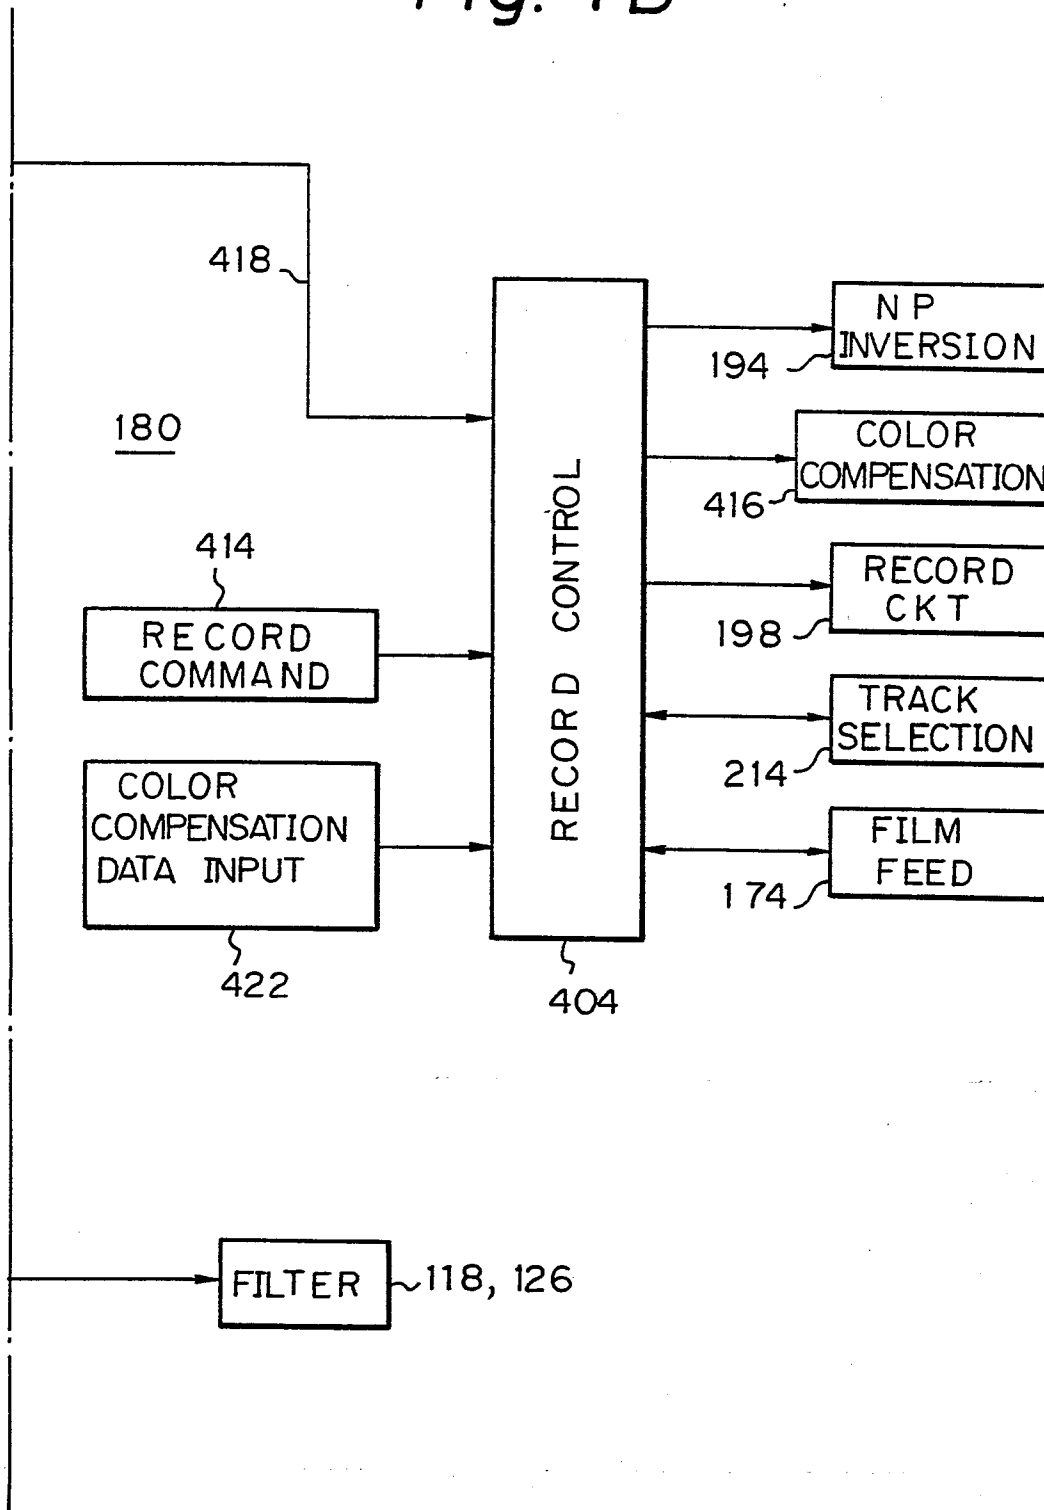 418
180
NP
INVERSION
194
COLOR
COMPENSATION
416
414
RECORD
COMMAND
RECORD
CKT
198
RECORD CONTROL
TRACK
SELECTION
214
COLOR
COMPENSATION
DATA INPUT
FILM
FEED
174
422
404
FILTER
118, 126